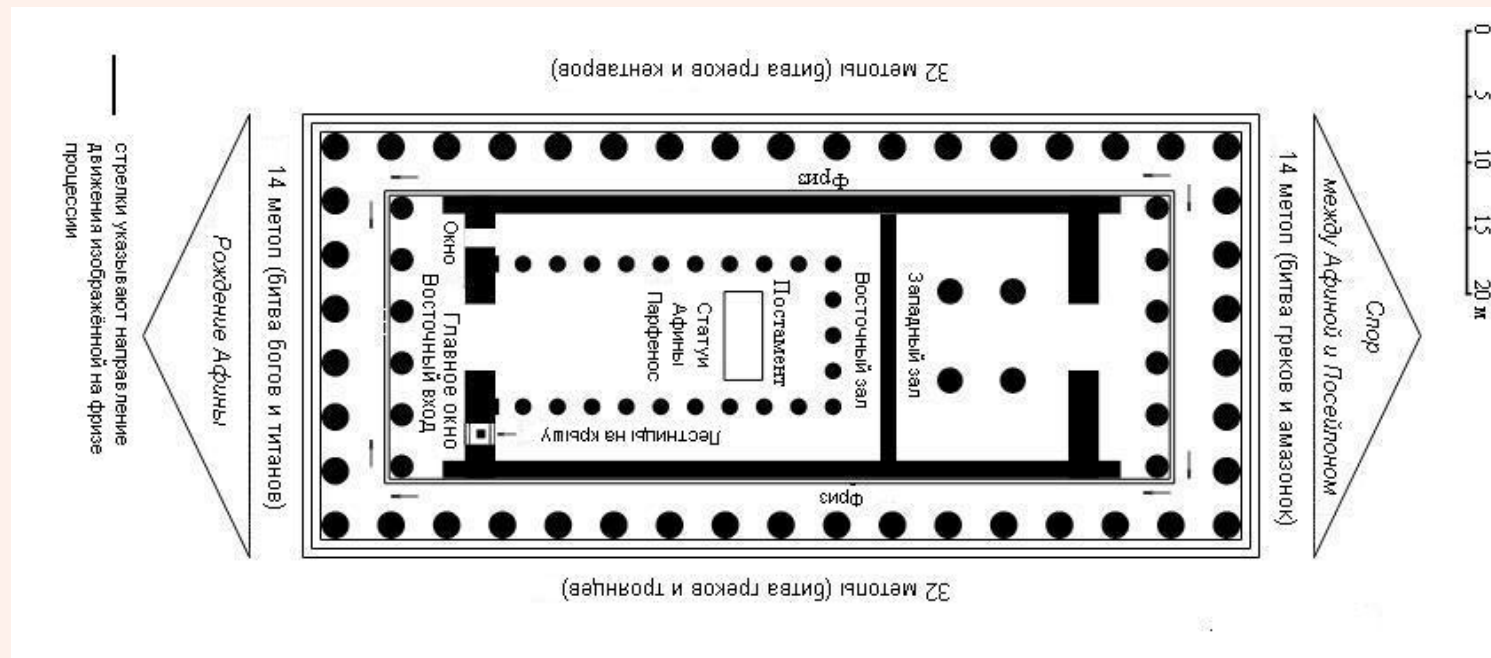 32 метопы (битва греков и кентавров)
стрелки указывают направление
движения изображённой на фризе
процессии
Рождение Афины
14 метоп (битва богов и титанов)
Фриз
Окно
Главное окно
Восточный вход
Статуи
Афины
Парфенос
Постамент
Восточный зал
Западный зал
Лестницы на крышу
Фриз
14 метоп (битва греков и амазонок)
Спор
между Афиной и Посейдоном
0
5
10
15
20 м
32 метопы (битва греков и троянцев)